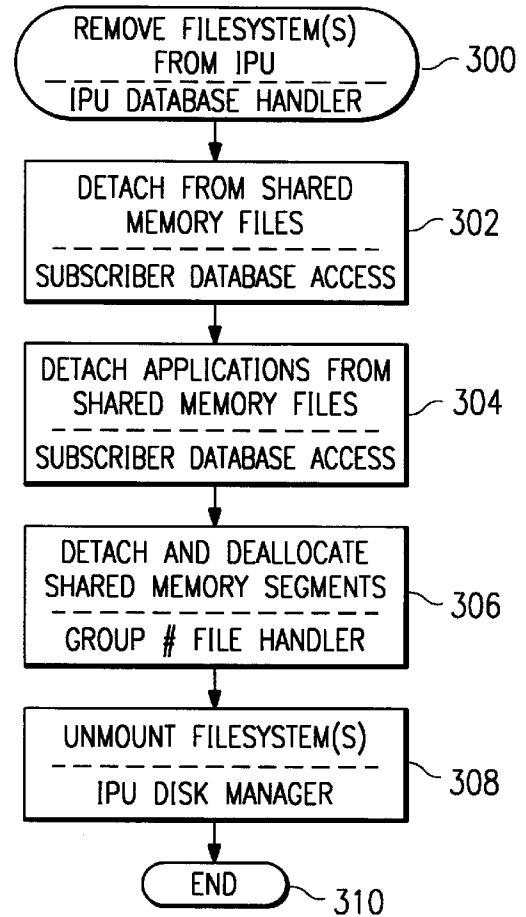 REMOVE FILESYSTEM(S)
FROM IPU
IPU DATABASE HANDLER
300
DETACH FROM SHARED
MEMORY FILES
SUBSCRIBER DATABASE ACCESS
302
DETACH APPLICATIONS FROM
SHARED MEMORY FILES
SUBSCRIBER DATABASE ACCESS
304
DETACH AND DEALLOCATE
SHARED MEMORY SEGMENTS
GROUP # FILE HANDLER
306
UNMOUNT FILESYSTEM(S)
IPU DISK MANAGER
308
END
310